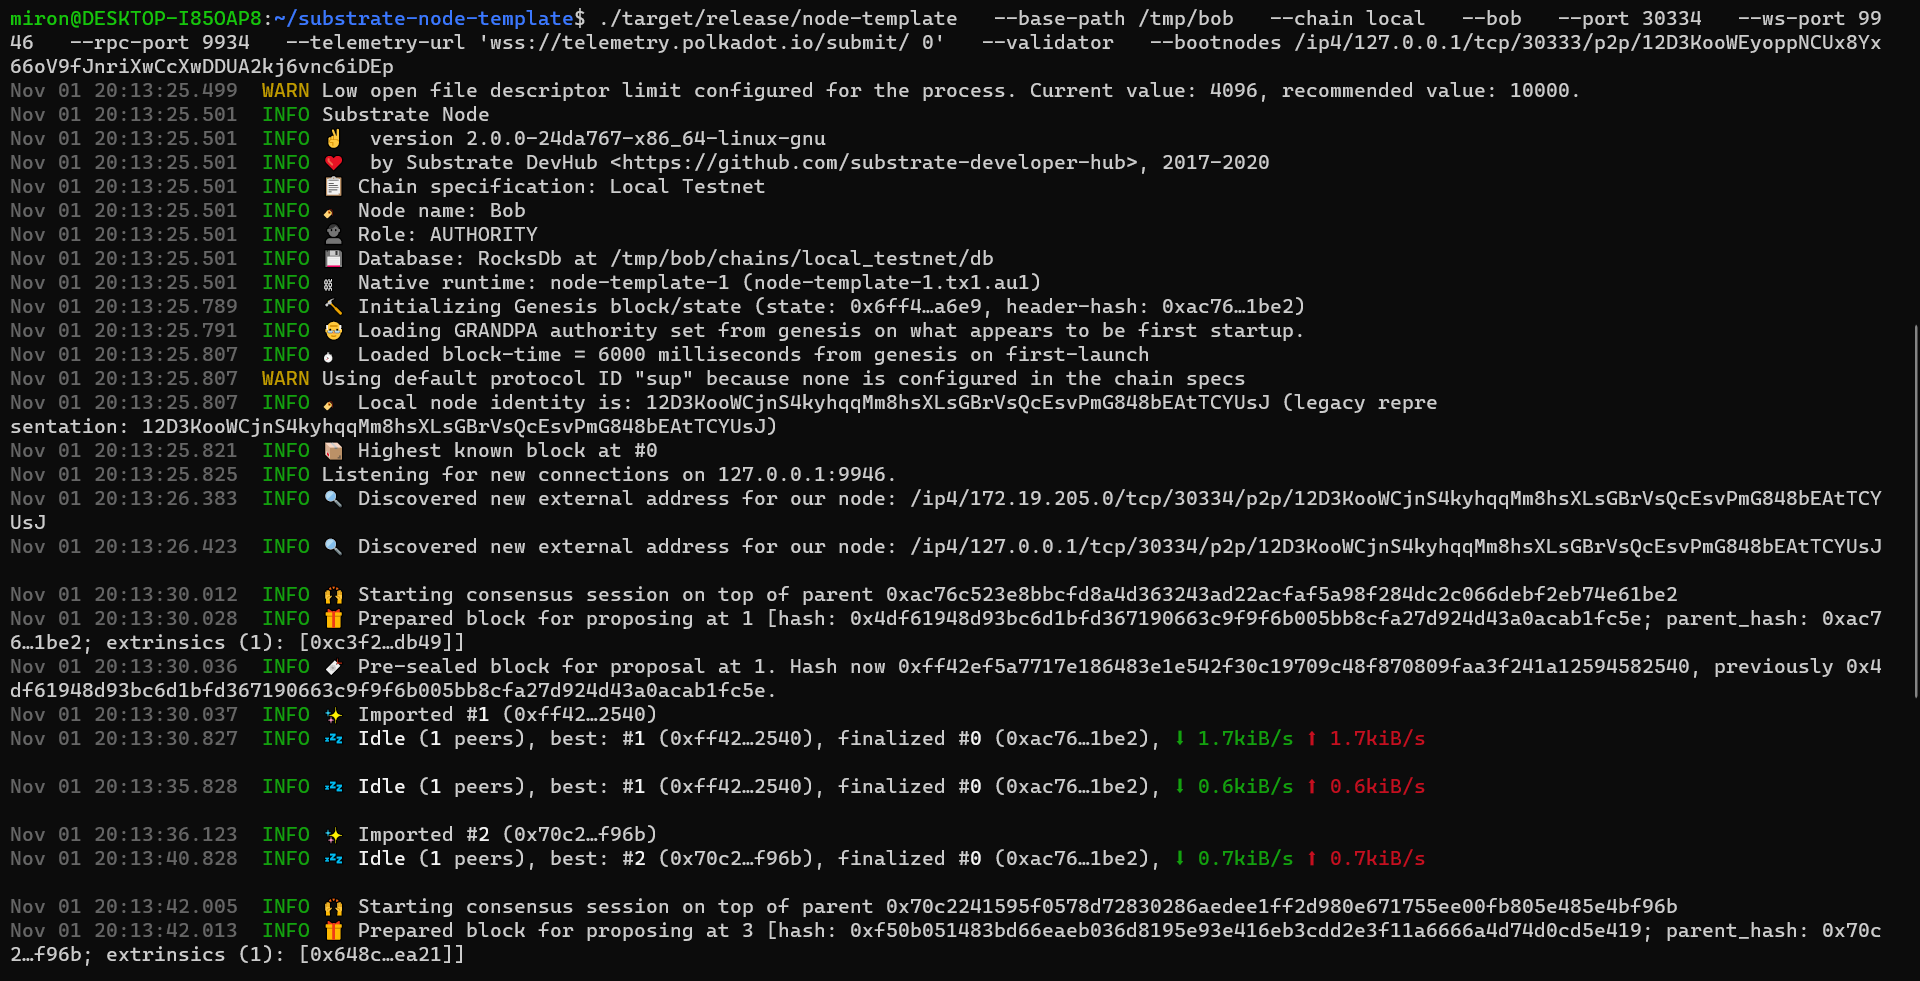 miron@DESKTOP-I85OAP8:~/substrate-node-template$ ./target/release/node-template   --base-path /tmp/bob   --chain local   --bob   --port 30334   --ws-port 99
46   --rpc-port 9934   --telemetry-url 'wss://telemetry.polkadot.io/submit/ 0'   --validator   --bootnodes /ip4/127.0.0.1/tcp/30333/p2p/12D3KooWEyoppNCUx8Yx
66oV9fJnriXwCcXwDDUA2kj6vnc6iDEp
Nov 01 20:13:25.499  WARN Low open file descriptor limit configured for the process. Current value: 4096, recommended value: 10000.
Nov 01 20:13:25.501  INFO Substrate Node
Nov 01 20:13:25.501  INFO ✌️  version 2.0.0-24da767-x86_64-linux-gnu
Nov 01 20:13:25.501  INFO ❤️  by Substrate DevHub <https://github.com/substrate-developer-hub>, 2017-2020
Nov 01 20:13:25.501  INFO 📋 Chain specification: Local Testnet
Nov 01 20:13:25.501  INFO 🏷  Node name: Bob
Nov 01 20:13:25.501  INFO 👤 Role: AUTHORITY
Nov 01 20:13:25.501  INFO 💾 Database: RocksDb at /tmp/bob/chains/local_testnet/db
Nov 01 20:13:25.501  INFO ⛓  Native runtime: node-template-1 (node-template-1.tx1.au1)
Nov 01 20:13:25.789  INFO 🔨 Initializing Genesis block/state (state: 0x6ff4…a6e9, header-hash: 0xac76…1be2)
Nov 01 20:13:25.791  INFO 👴 Loading GRANDPA authority set from genesis on what appears to be first startup.
Nov 01 20:13:25.807  INFO ⏱  Loaded block-time = 6000 milliseconds from genesis on first-launch
Nov 01 20:13:25.807  WARN Using default protocol ID "sup" because none is configured in the chain specs
Nov 01 20:13:25.807  INFO 🏷  Local node identity is: 12D3KooWCjnS4kyhqqMm8hsXLsGBrVsQcEsvPmG848bEAtTCYUsJ (legacy repre
sentation: 12D3KooWCjnS4kyhqqMm8hsXLsGBrVsQcEsvPmG848bEAtTCYUsJ)
Nov 01 20:13:25.821  INFO 📦 Highest known block at #0
Nov 01 20:13:25.825  INFO Listening for new connections on 127.0.0.1:9946.
Nov 01 20:13:26.383  INFO 🔍 Discovered new external address for our node: /ip4/172.19.205.0/tcp/30334/p2p/12D3KooWCjnS4kyhqqMm8hsXLsGBrVsQcEsvPmG848bEAtTCY
UsJ
Nov 01 20:13:26.423  INFO 🔍 Discovered new external address for our node: /ip4/127.0.0.1/tcp/30334/p2p/12D3KooWCjnS4kyhqqMm8hsXLsGBrVsQcEsvPmG848bEAtTCYUsJ
Nov 01 20:13:30.012  INFO 🙌 Starting consensus session on top of parent 0xac76c523e8bbcfd8a4d363243ad22acfaf5a98f284dc2c066debf2eb74e61be2
Nov 01 20:13:30.028  INFO 🎁 Prepared block for proposing at 1 [hash: 0x4df61948d93bc6d1bfd367190663c9f9f6b005bb8cfa27d924d43a0acab1fc5e; parent_hash: 0xac7
6…1be2; extrinsics (1): [0xc3f2…db49]]
Nov 01 20:13:30.036  INFO 🔖 Pre-sealed block for proposal at 1. Hash now 0xff42ef5a7717e186483e1e542f30c19709c48f870809faa3f241a12594582540, previously 0x4
df61948d93bc6d1bfd367190663c9f9f6b005bb8cfa27d924d43a0acab1fc5e.
Nov 01 20:13:30.037  INFO ✨ Imported #1 (0xff42…2540)
Nov 01 20:13:30.827  INFO 💤 Idle (1 peers), best: #1 (0xff42…2540), finalized #0 (0xac76…1be2), ⬇ 1.7kiB/s ⬆ 1.7kiB/s
Nov 01 20:13:35.828  INFO 💤 Idle (1 peers), best: #1 (0xff42…2540), finalized #0 (0xac76…1be2), ⬇ 0.6kiB/s ⬆ 0.6kiB/s
Nov 01 20:13:36.123  INFO ✨ Imported #2 (0x70c2…f96b)
Nov 01 20:13:40.828  INFO 💤 Idle (1 peers), best: #2 (0x70c2…f96b), finalized #0 (0xac76…1be2), ⬇ 0.7kiB/s ⬆ 0.7kiB/s
Nov 01 20:13:42.005  INFO 🙌 Starting consensus session on top of parent 0x70c2241595f0578d72830286aedee1ff2d980e671755ee00fb805e485e4bf96b
Nov 01 20:13:42.013  INFO 🎁 Prepared block for proposing at 3 [hash: 0xf50b051483bd66eaeb036d8195e93e416eb3cdd2e3f11a6666a4d74d0cd5e419; parent_hash: 0x70c
2…f96b; extrinsics (1): [0x648c…ea21]]